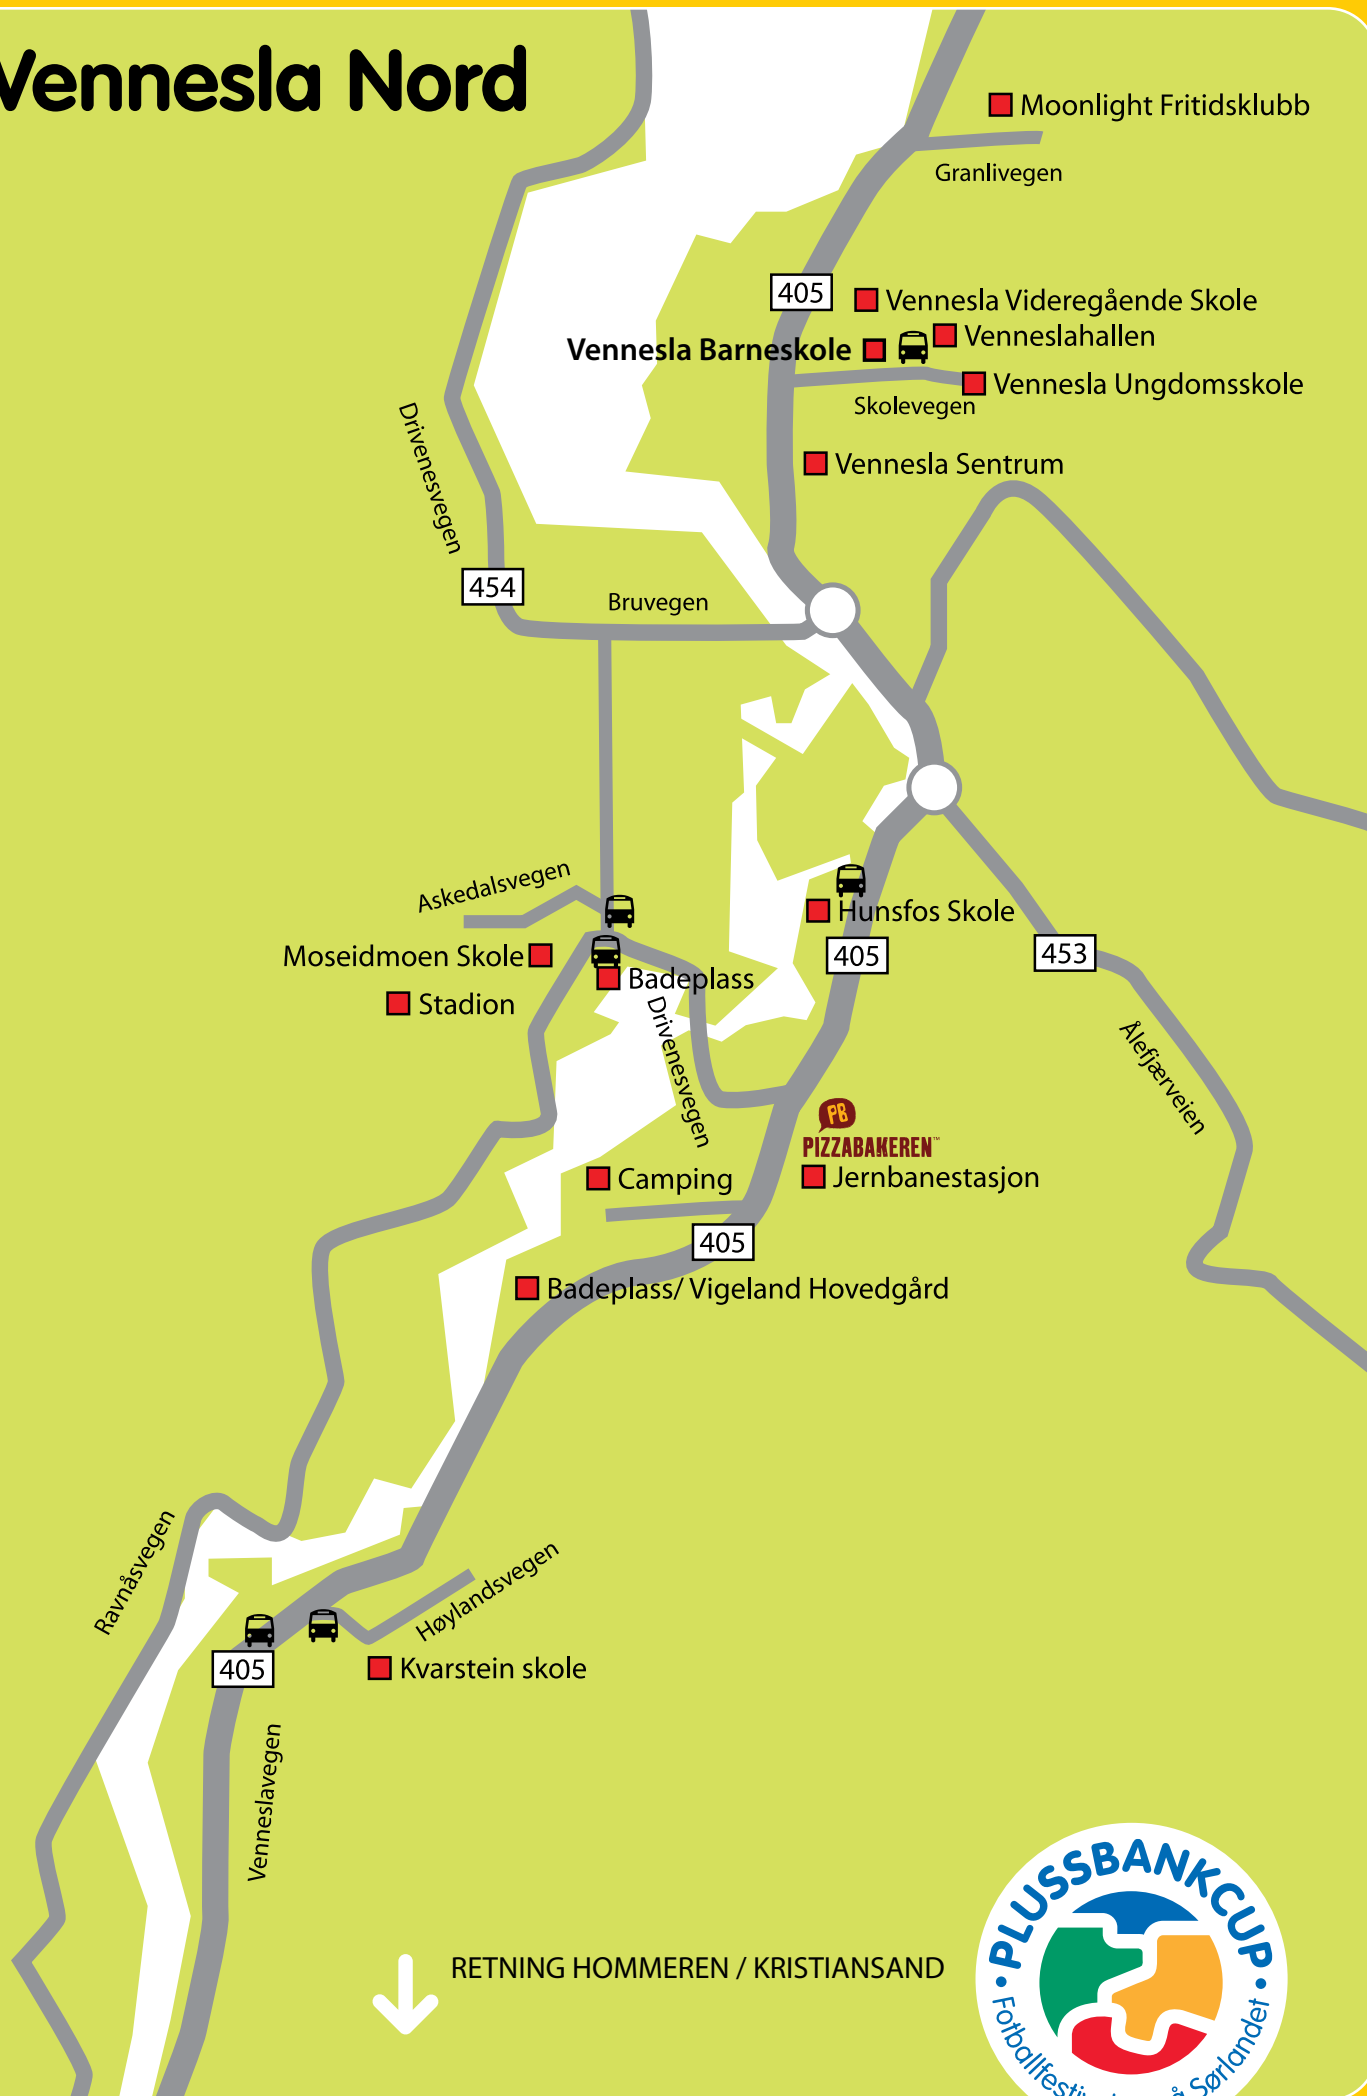 Vennesla Nord
Moonlight Fritidsklubb
Granlivegen
405
Vennesla Videregående Skole
Venneslahallen
Vennesla Barneskole
Vennesla Ungdomsskole
Skolevegen
Vennesla Sentrum
Drivenesvegen
454
Bruvegen
Askedalsvegen
Hunsfos Skole
Moseidmoen Skole
405
453
Badeplass
Stadion
Drivenesvegen
Ålefjærveien
PB
PIZZABAKEREN™
Camping
Jernbanestasjon
405
Badeplass/ Vigeland Hovedgård
Ravnåsvegen
Høylandsvegen
405
Kvarstein skole
Venneslavegen
RETNING HOMMEREN / KRISTIANSAND
• PLUSSBANKCUP •
Sørlandet